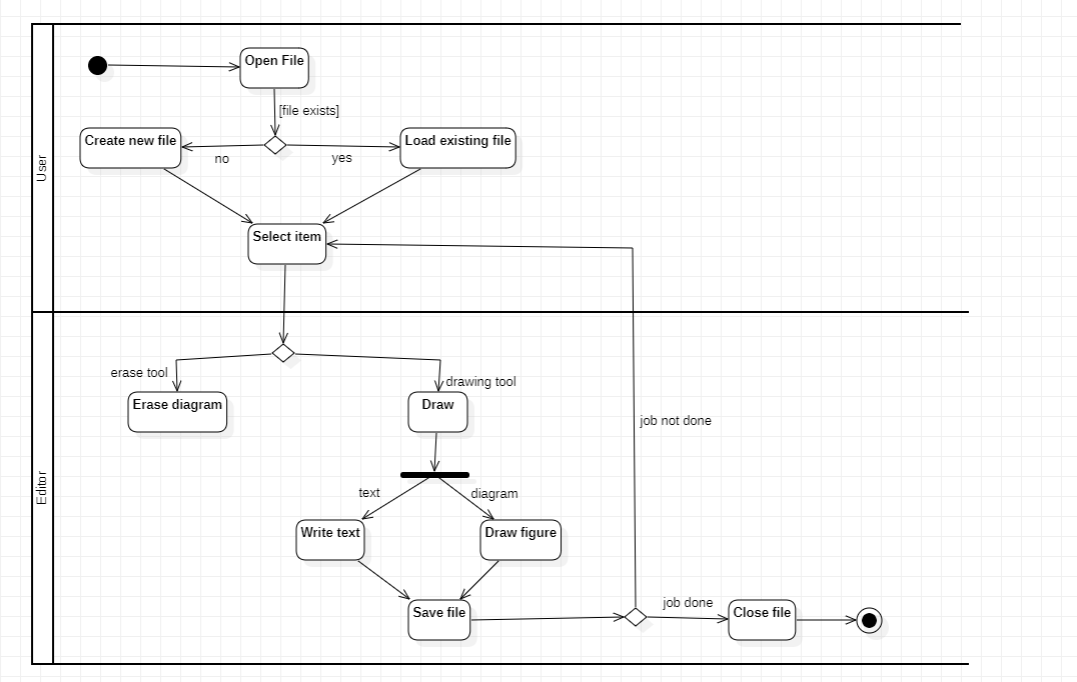 User
Open File
[file exists]
Create new file
Load existing file
no
yes
Select item
Editor
erase tool
drawing tool
Erase diagram
Draw
job not done
text
diagram
Write text
Draw figure
job done
Save file
Close file